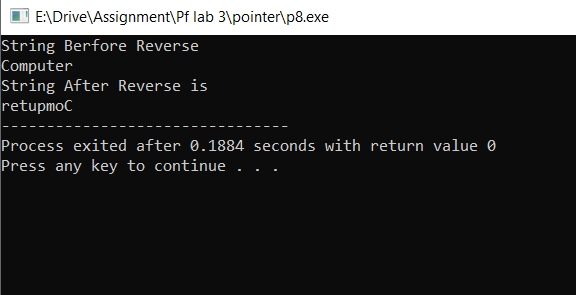 E:\Drive\Assignment\Pf lab 3\pointer\p8.exe
String Berfore Reverse
Computer
String After Reverse is
retupmoC
--------------------------------
Process exited after 0.1884 seconds with return value 0
Press any key to continue . . .